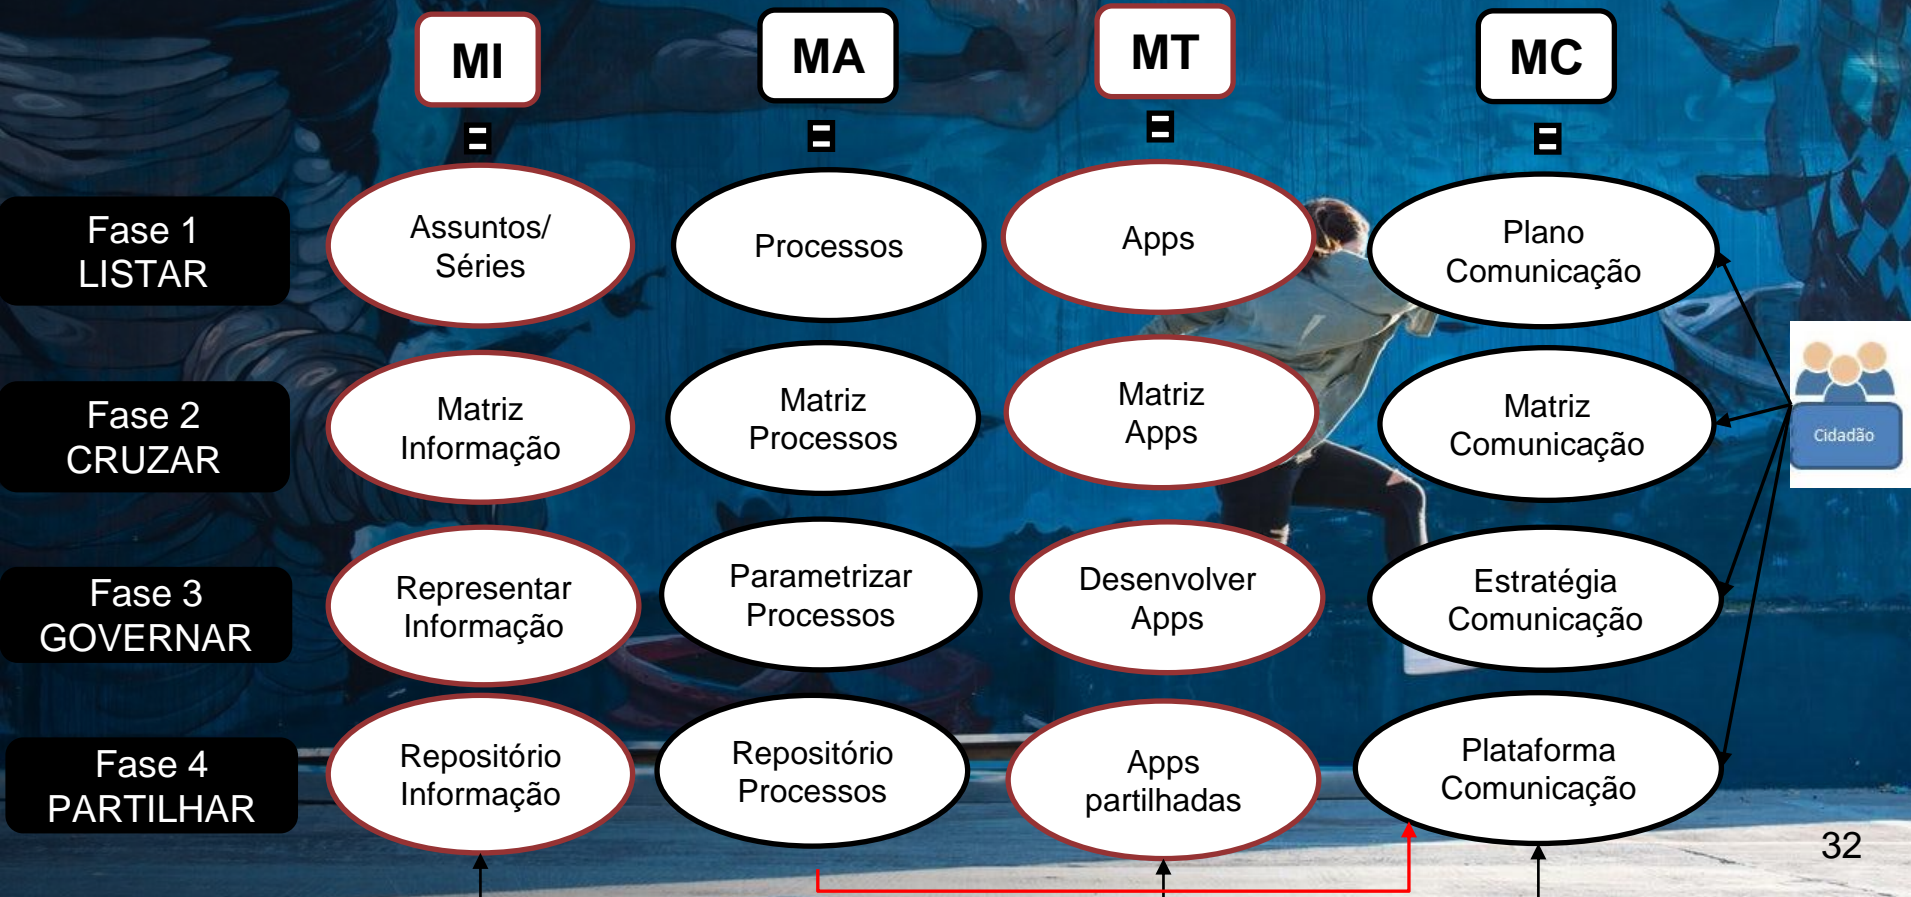 MI
MA
MT
MC
=
=
=
=
Fase 1
LISTAR
Assuntos/
Séries
Processos
Apps
Plano
Comunicação
Fase 2
CRUZAR
Matriz
Informação
Matriz
Processos
Matriz
Apps
Matriz
Comunicação
Cidadão
Fase 3
GOVERNAR
Representar
Informação
Parametrizar
Processos
Desenvolver
Apps
Estratégia
Comunicação
Fase 4
PARTILHAR
Repositório
Informação
Repositório
Processos
Apps
partilhadas
Plataforma
Comunicação
32